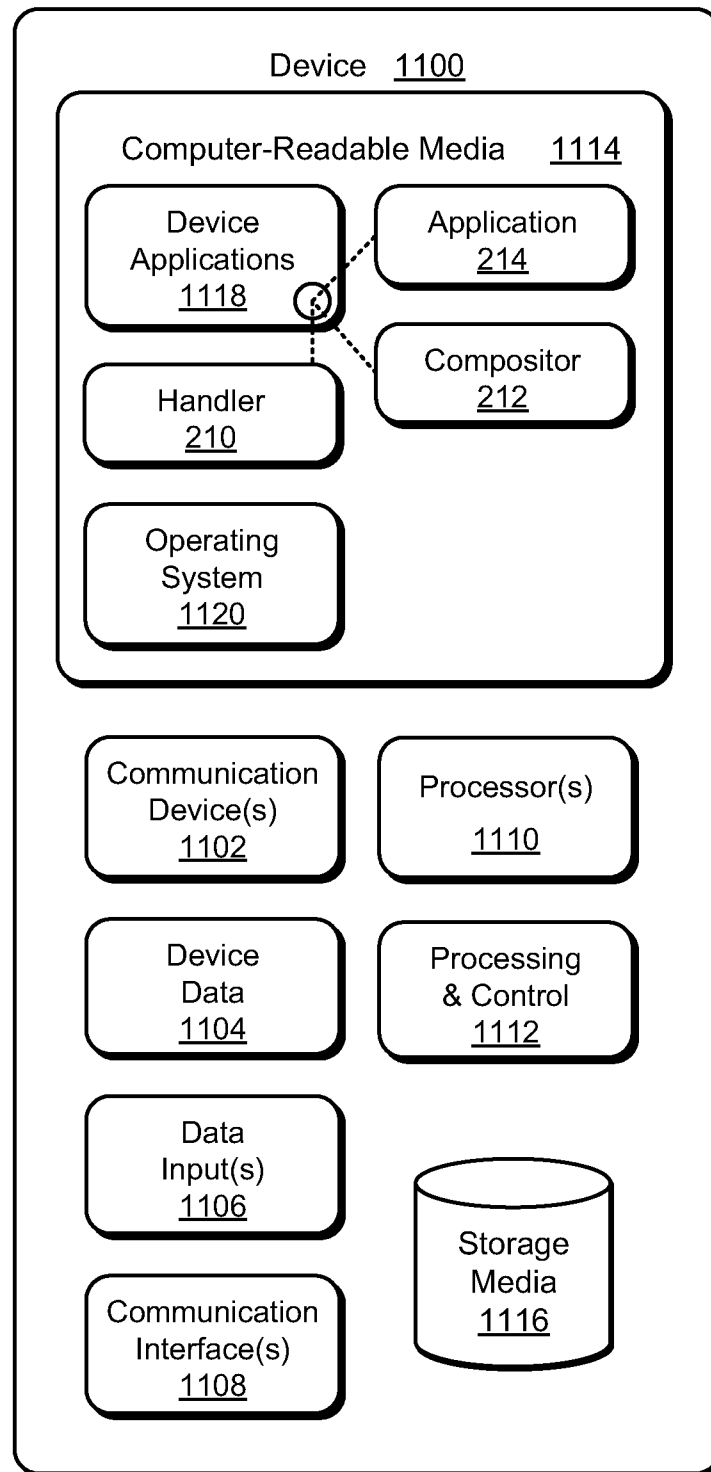 Device 1100
Computer-Readable Media 1114
Device
Applications
1118
Application
214
Handler
210
Compositor
212
Operating
System
1120
Communication
Device(s)
1102
Processor(s)
1110
Device
Data
1104
Processing
& Control
1112
Data
Input(s)
1106
Storage
Media
1116
Communication
Interface(s)
1108